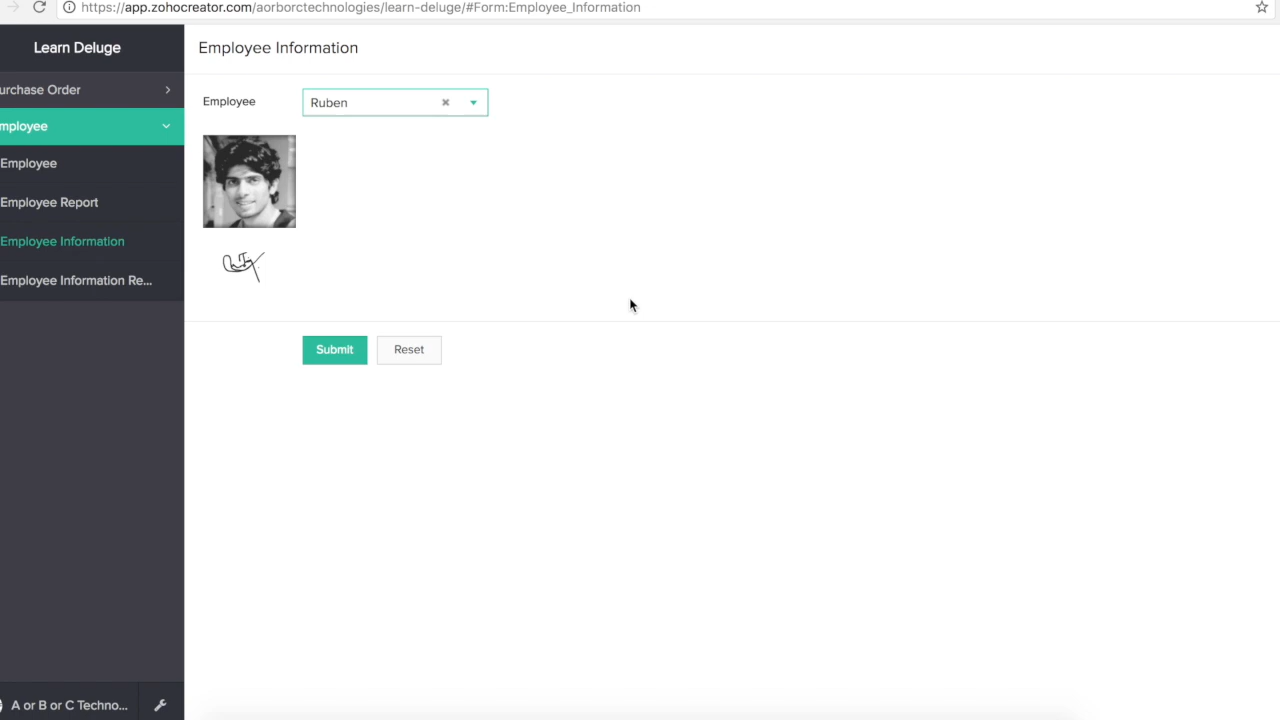 https://app.zohocreator.com/aorborctechnologies/learn-deluge/#Form:Employee_Information
Learn Deluge
urchase Order
mployee
Employee
Employee Report
Employee Information
Employee Information Re...
A or B or C Techno...
Employee Information
Employee
Ruben
Submit
Reset